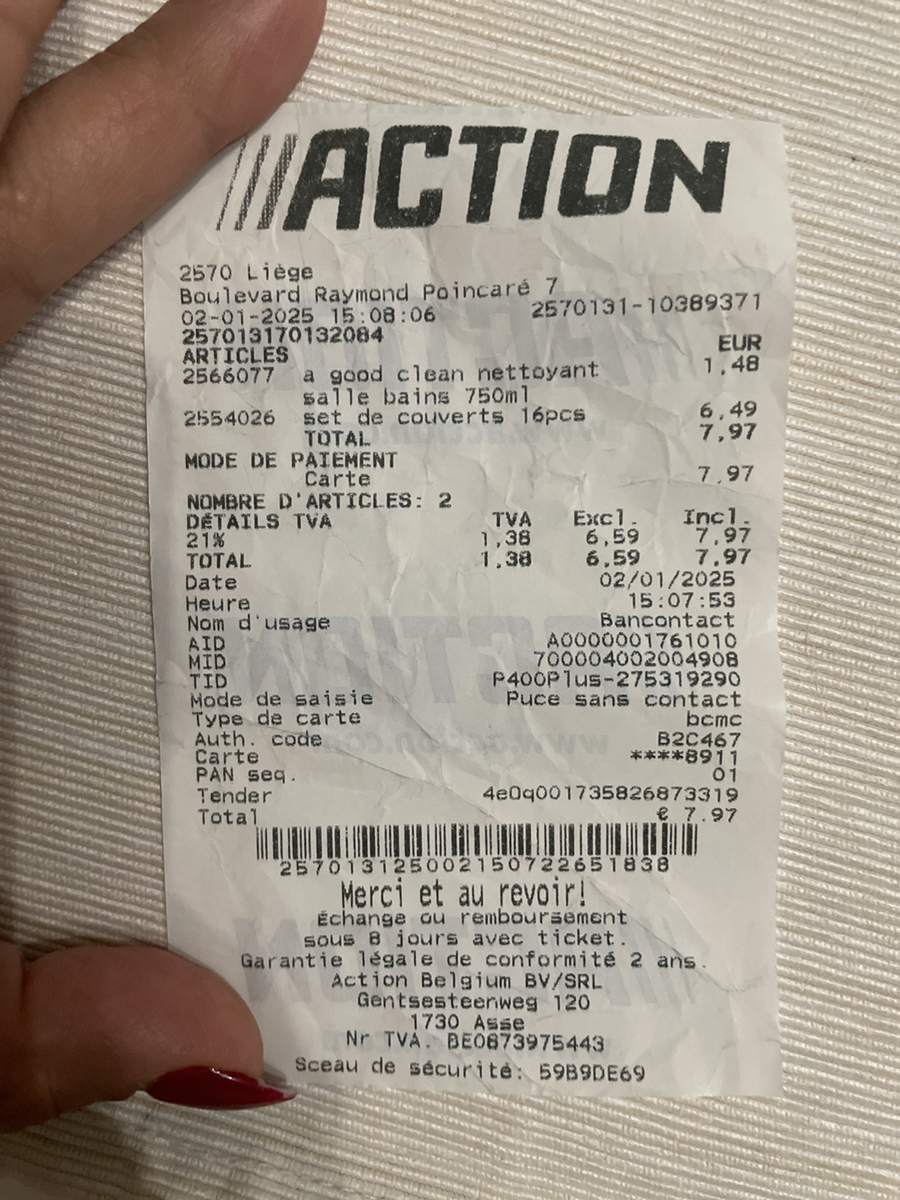 ACTION
2570 Liège
Boulevard Raymond Poincaré 7
02-01-2025 15:08:06 2570131-10389371
257013170132084
ARTICLES EUR
2566077 a good clean nettoyant 1,48
salle bains 750ml
2554026 set de couverts 16pcs 6,49
TOTAL 7,97
MODE DE PAIEMENT
Carte 7,97
NOMBRE D'ARTICLES: 2
DÉTAILS TVA TVA Excl. Incl.
21% 1,38 6,59 7,97
TOTAL 1,38 6,59 7,97
Date 02/01/2025
Heure 15:07:53
Nom d'usage Bancontact
AID A0000001761010
MID 700004002004908
TID P400Plus-275319290
Mode de saisie Puce sans contact
Type de carte bcmc
Auth. code B2C467
Carte ****8911
PAN seq. 01
Tender 4e0q001735826873319
Total € 7.97
2570131250021507226 51838
Merci et au revoir!
Échange ou remboursement
sous 8 jours avec ticket.
Garantie légale de conformité 2 ans.
Action Belgium BV/SRL
Gentsesteenweg 120
1730 Asse
Nr TVA. BE0873975443
Sceau de sécurité: 59B9DE69